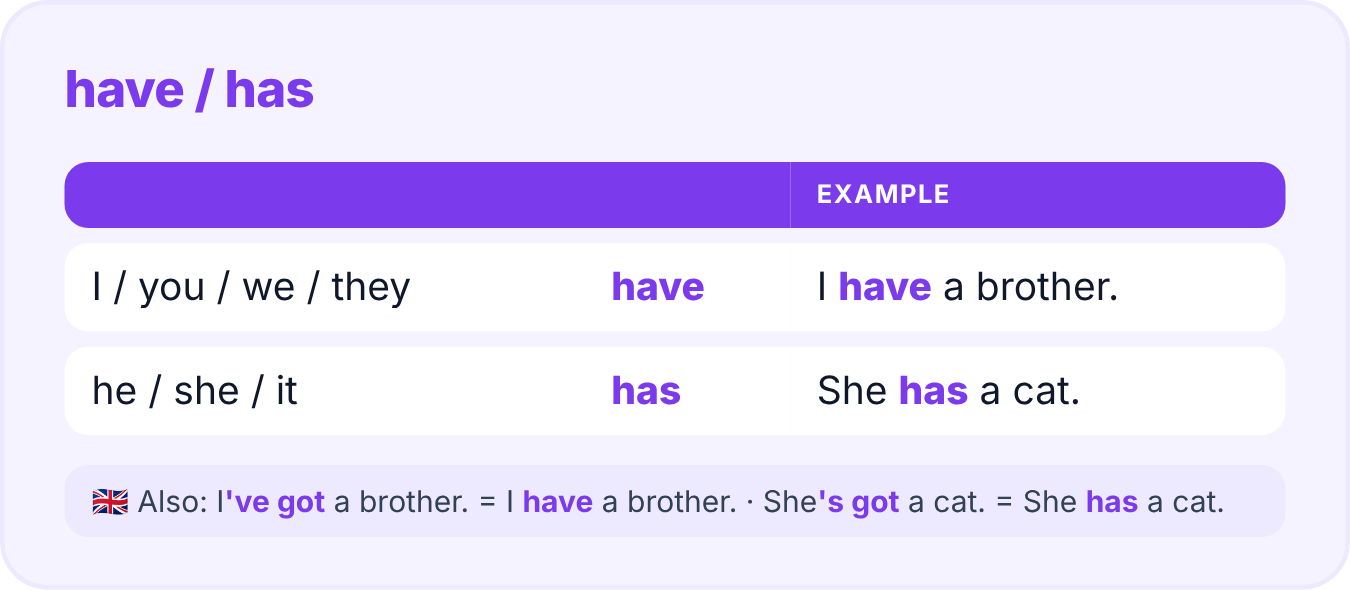 have / has
EXAMPLE
I / you / we / they have I have a brother.
he / she / it has She has a cat.
🇬🇧 Also: I've got a brother. = I have a brother. · She's got a cat. = She has a cat.